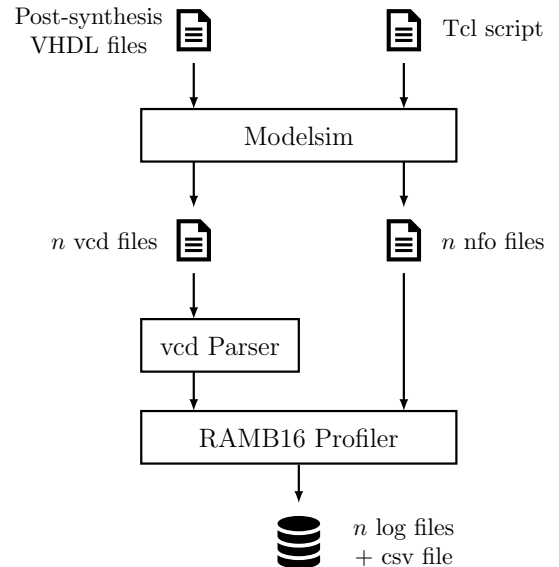 Post-synthesis
VHDL files
Tcl script
Modelsim
n vcd files
n nfo files
vcd Parser
RAMB16 Profiler
n log files
+ csv file